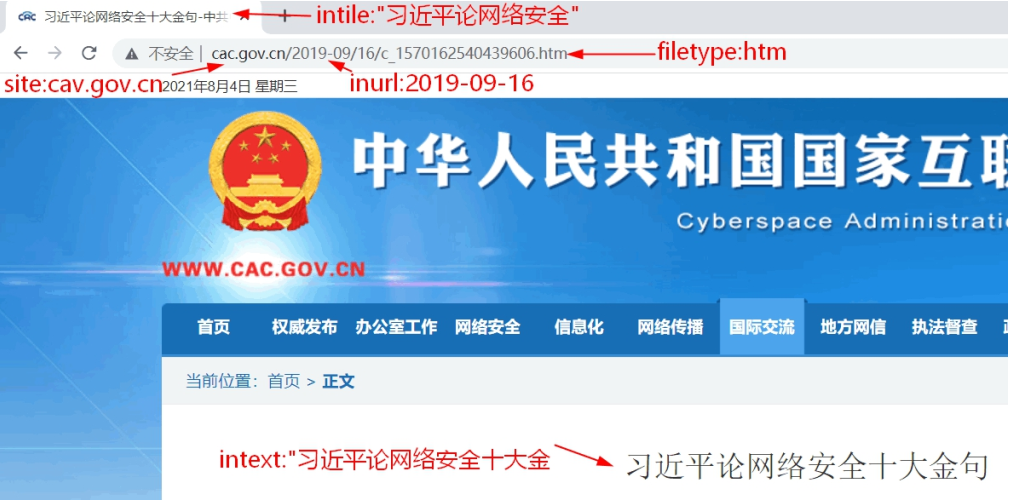 习近平论网络安全十大金句-中共
intile:"习近平论网络安全"
不安全 | cac.gov.cn/2019-09/16/c_1570162540439606.htm
filetype:htm
site:cav.gov.cn
inurl:2019-09-16
2021年8月4日 星期三
中华人民共和国国家互联
Cyberspace Administrati
WWW.CAC.GOV.CN
首页 权威发布 办公室工作 网络安全 信息化 网络传播 国际交流 地方网信 执法督查
当前位置：首页 > 正文
intext:"习近平论网络安全十大金
习近平论网络安全十大金句